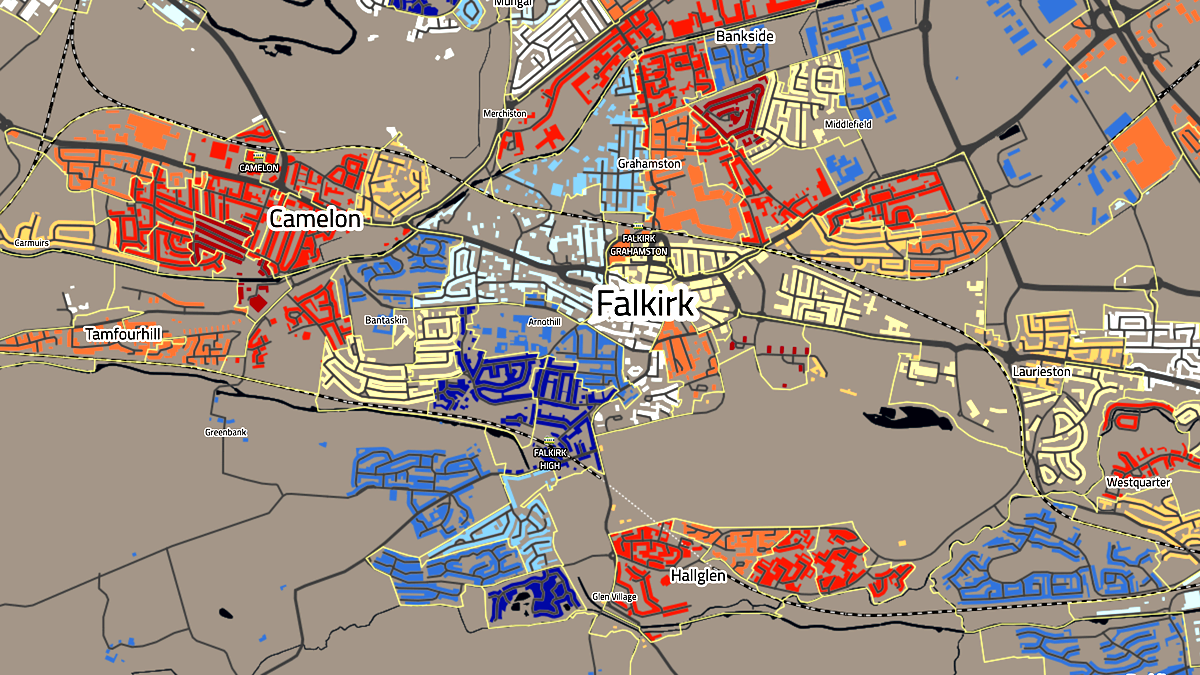 Mungal
Bankside
Merchiston
Middlefield
Grahamston
CAMELON
Camelon
Carmuirs
FALKIRK
GRAHAMSTON
Falkirk
Bantaskin
Arnothill
Tamfourhill
Laurieston
Greenbank
FALKIRK
HIGH
Westquarter
Hallglen
Glen Village